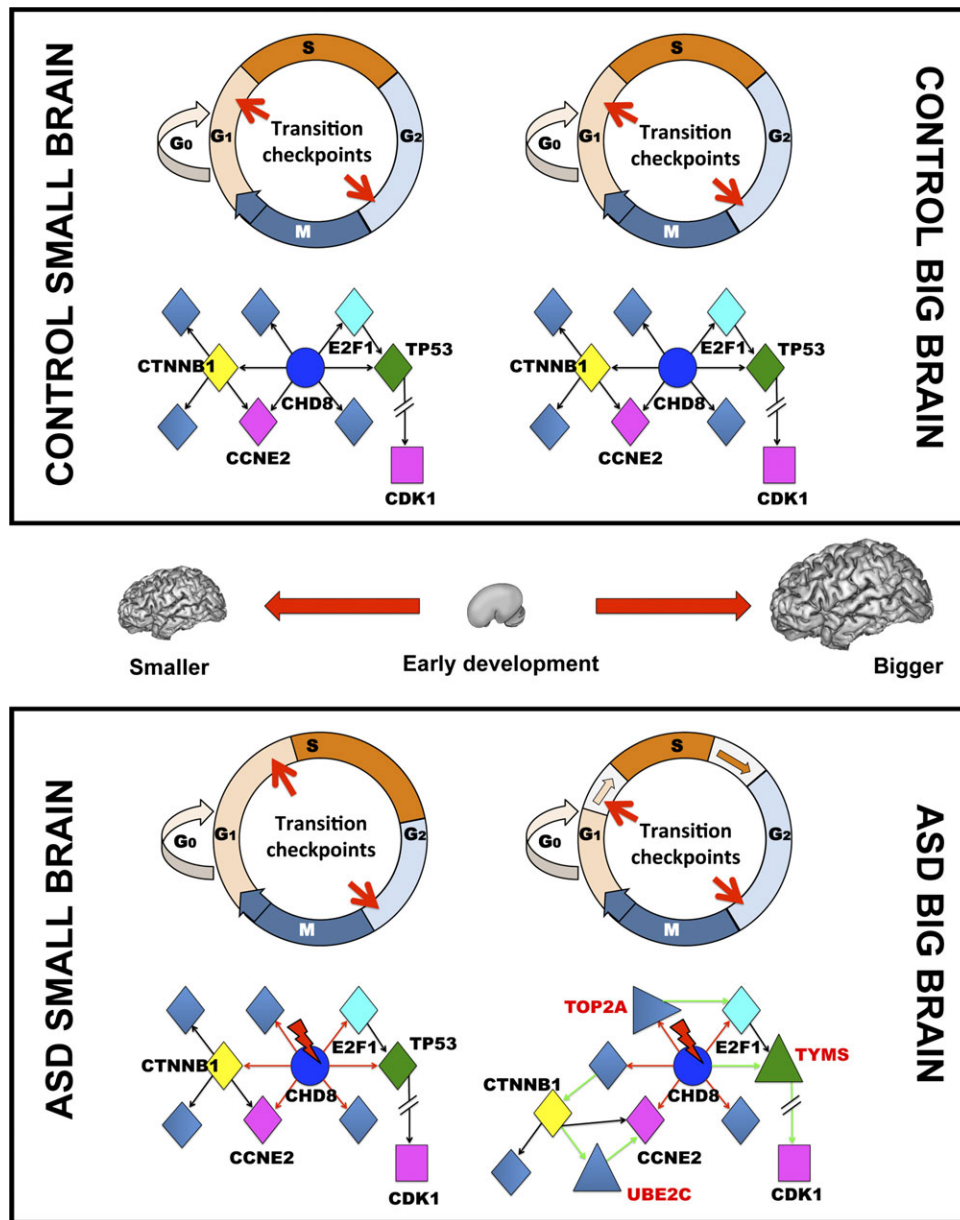 CONTROL SMALL BRAIN
S
G0
G1
Transition
checkpoints
G2
M
E2F1
TP53
CTNNB1
CHD8
CCNE2
CDK1
S
G0
G1
Transition
checkpoints
G2
M
E2F1
TP53
CTNNB1
CHD8
CCNE2
CDK1
CONTROL BIG BRAIN
Smaller
Early development
Bigger
ASD SMALL BRAIN
S
G0
G1
Transition
checkpoints
G2
M
E2F1
TP53
CTNNB1
CHD8
CCNE2
CDK1
S
G0
G1
Transition
checkpoints
G2
M
TOP2A
E2F1
TYMS
CTNNB1
CHD8
CCNE2
UBE2C
CDK1
ASD BIG BRAIN